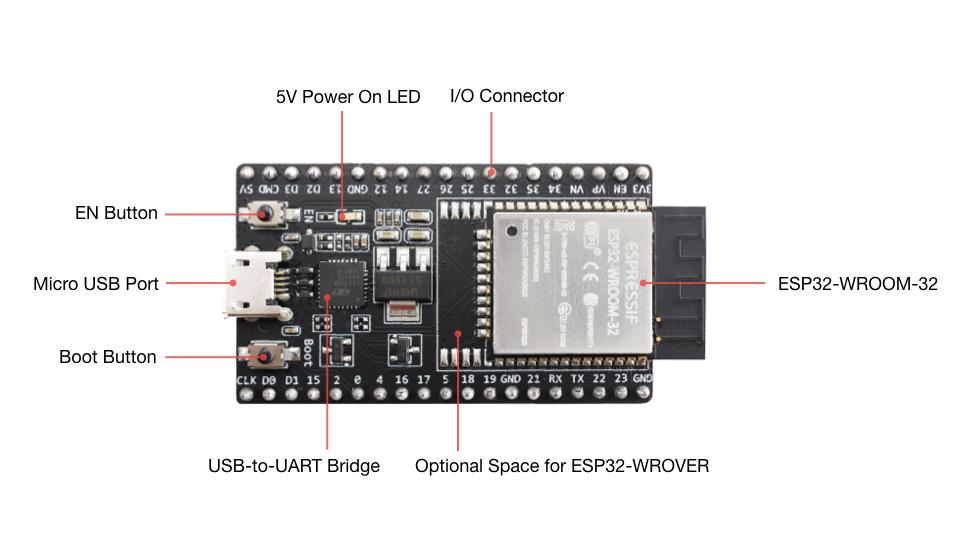 5V Power On LED
I/O Connector
5V CMD D3 D2 13 GND 12 14 27 26 25 33 32 35 34 VN VP EN 3V3
EN Button
EN
Micro USB Port
ESPRESSIF
ESP32-WROOM-32
WiFi
CE
ESP32-WROOM-32
Boot Button
Boot
CLK D0 D1 15 2 0 4 16 17 5 18 19 GND 21 RX TX 22 23 GND
USB-to-UART Bridge
Optional Space for ESP32-WROVER